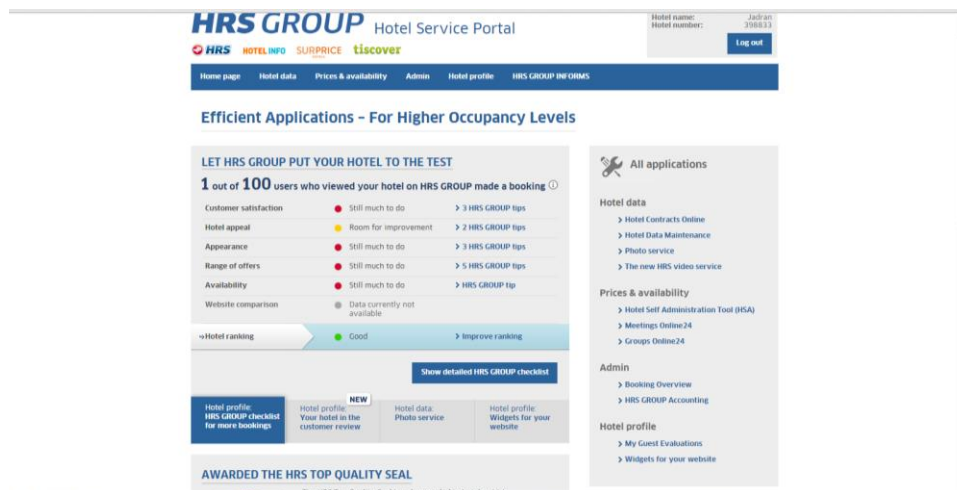 HRS GROUP Hotel Service Portal
HRS HOTEL INFO SURPRICE tiscover
Hotel name: Jadran
Hotel number: 398833
Log out
Home page Hotel data Prices & availability Admin Hotel profile HRS GROUP INFORMS
Efficient Applications – For Higher Occupancy Levels
LET HRS GROUP PUT YOUR HOTEL TO THE TEST
1 out of 100 users who viewed your hotel on HRS GROUP made a booking
Customer satisfaction Still much to do > 3 HRS GROUP tips
Hotel appeal Room for improvement > 2 HRS GROUP tips
Appearance Still much to do > 3 HRS GROUP tips
Range of offers Still much to do > 5 HRS GROUP tips
Availability Still much to do > HRS GROUP tip
Website comparison Data currently not
available
Hotel ranking Good > Improve ranking
Show detailed HRS GROUP checklist
Hotel profile:
HRS GROUP checklist
for more bookings
NEW
Hotel profile:
Your hotel in the
customer review
Hotel data:
Photo service
Hotel profile:
Widgets for your
website
AWARDED THE HRS TOP QUALITY SEAL
All applications
Hotel data
> Hotel Contracts Online
> Hotel Data Maintenance
> Photo service
> The new HRS video service
Prices & availability
> Hotel Self Administration Tool (HSA)
> Meetings Online24
> Groups Online24
Admin
> Booking Overview
> HRS GROUP Accounting
Hotel profile
> My Guest Evaluations
> Widgets for your website